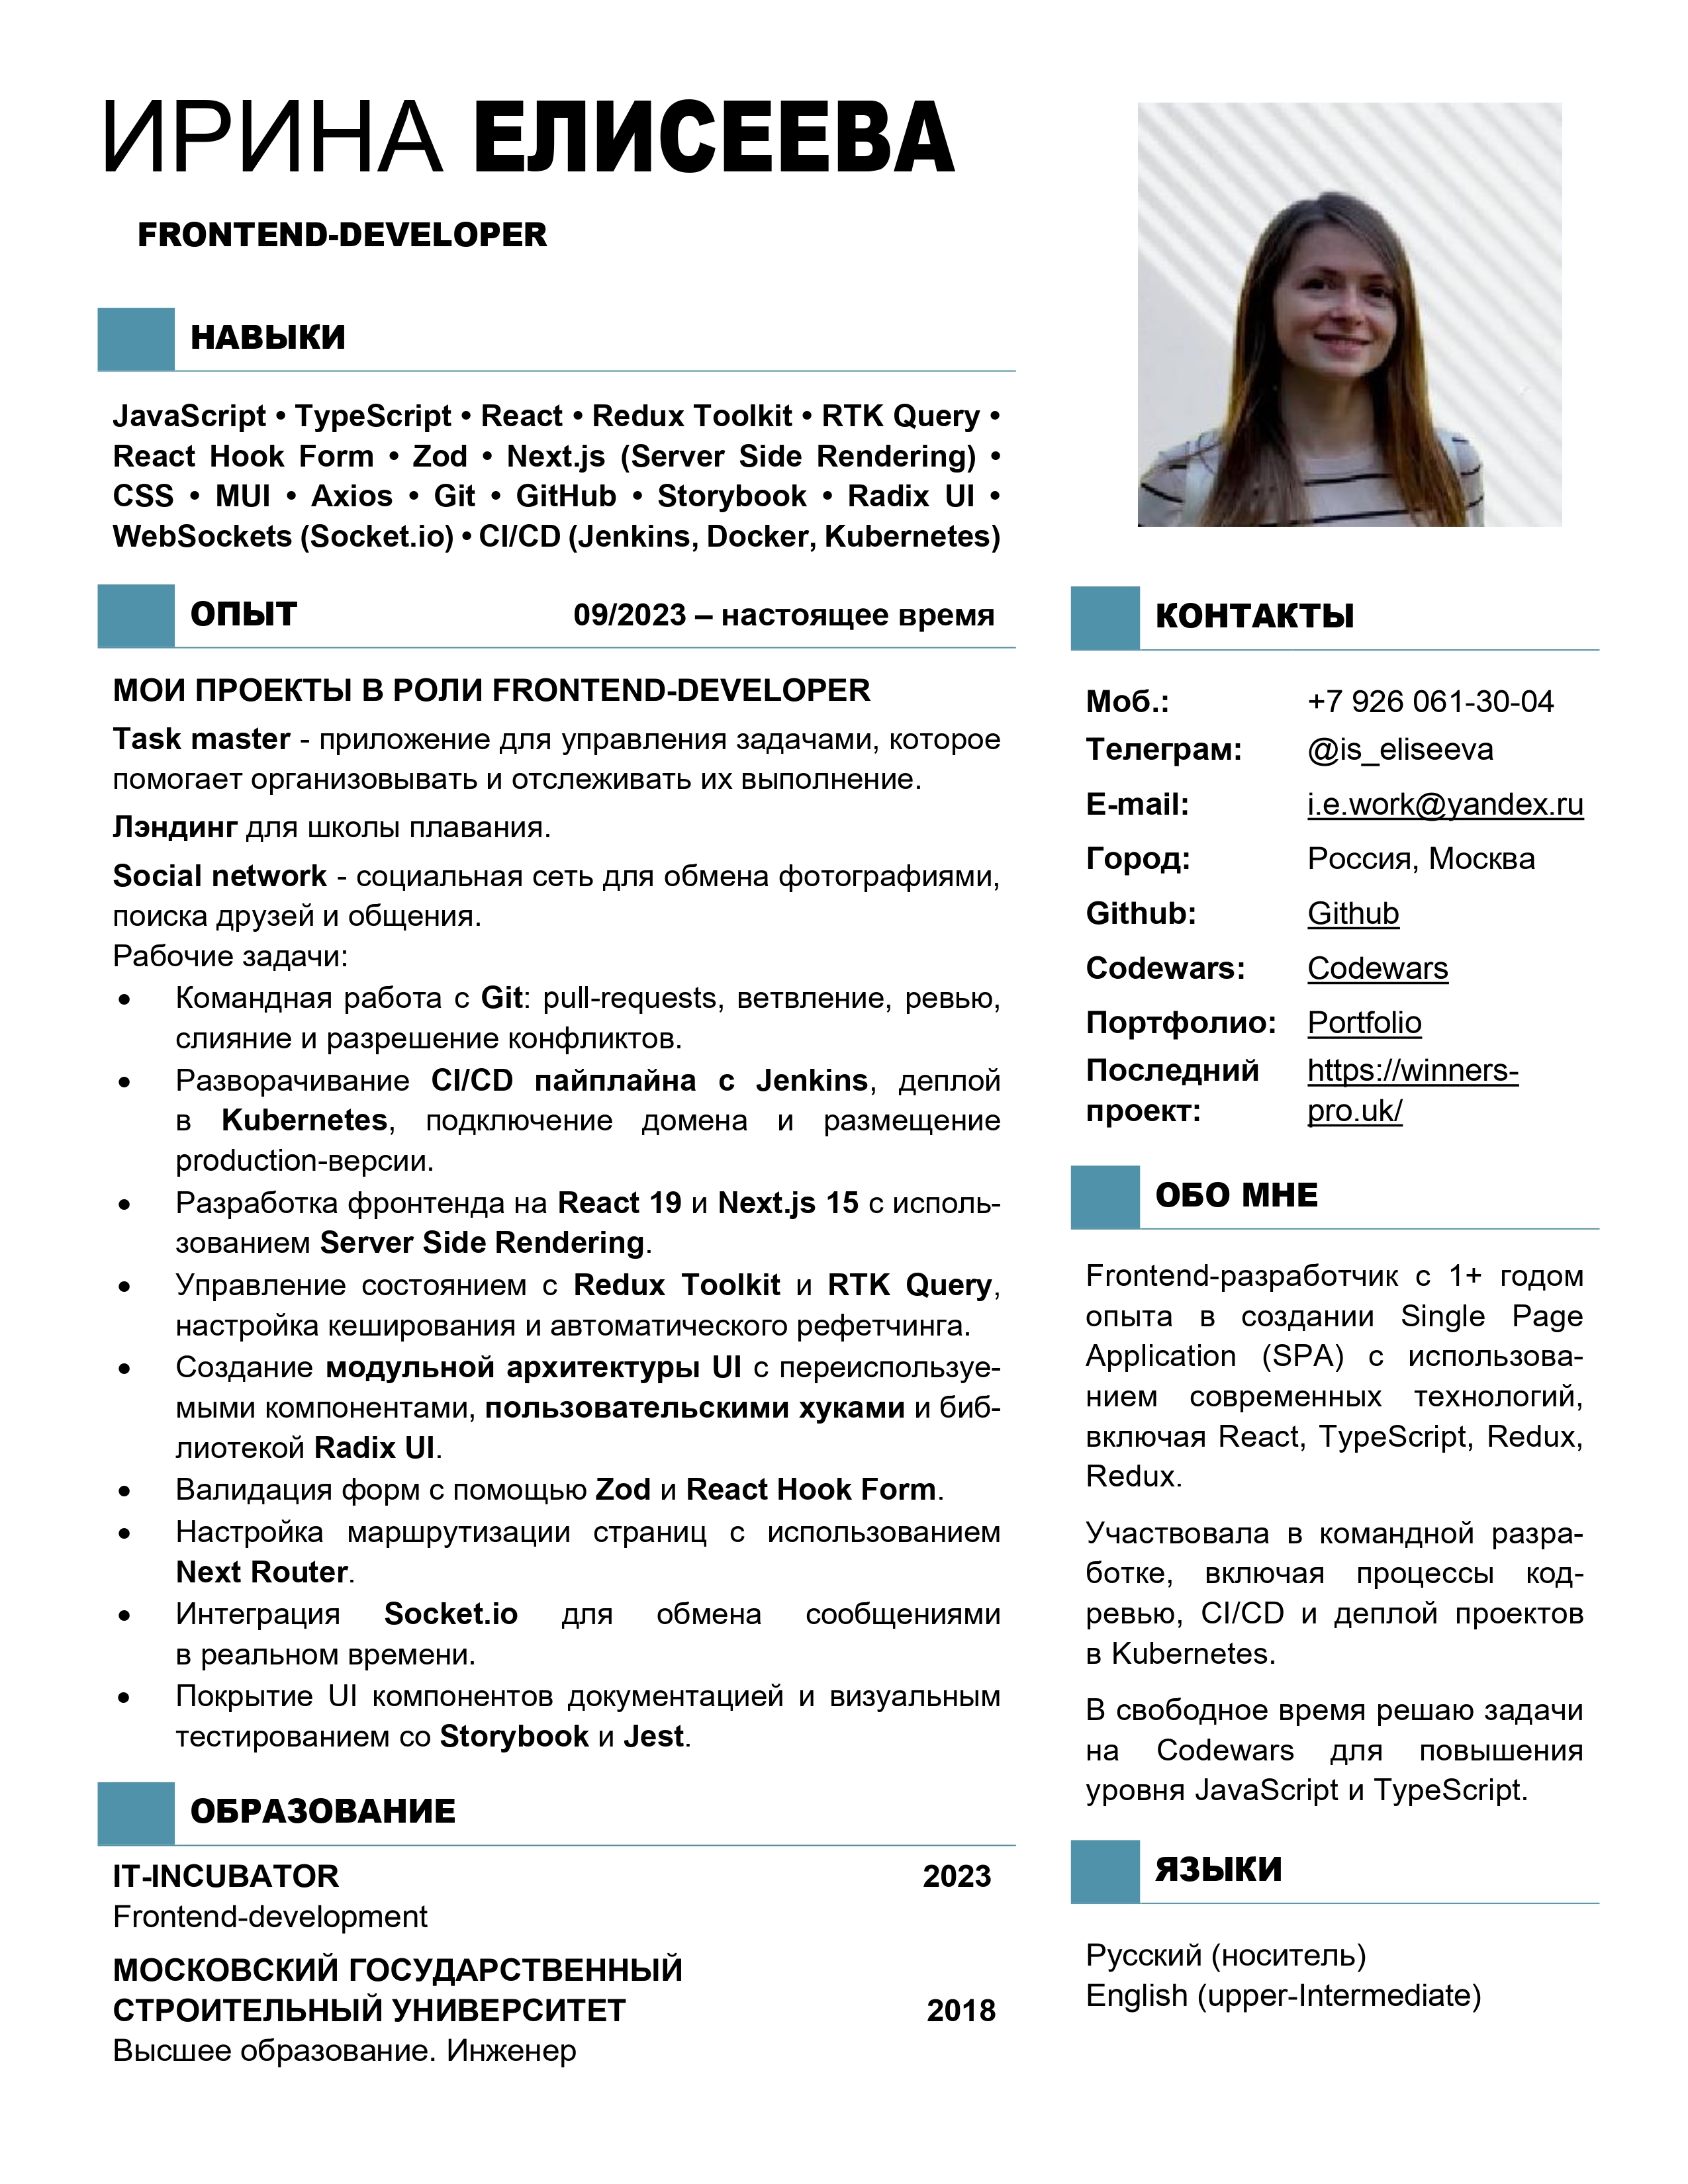 ИРИНА ЕЛИСЕЕВА
FRONTEND-DEVELOPER
НАВЫКИ
JavaScript • TypeScript • React • Redux Toolkit • RTK Query •
React Hook Form • Zod • Next.js (Server Side Rendering) •
CSS • MUI • Axios • Git • GitHub • Storybook • Radix UI •
WebSockets (Socket.io) • CI/CD (Jenkins, Docker, Kubernetes)
ОПЫТ 09/2023 – настоящее время
МОИ ПРОЕКТЫ В РОЛИ FRONTEND-DEVELOPER
Task master - приложение для управления задачами, которое
помогает организовывать и отслеживать их выполнение.
Лэндинг для школы плавания.
Social network - социальная сеть для обмена фотографиями,
поиска друзей и общения.
Рабочие задачи:
• Командная работа с Git: pull-requests, ветвление, ревью,
слияние и разрешение конфликтов.
• Разворачивание CI/CD пайплайна с Jenkins, деплой
в Kubernetes, подключение домена и размещение
production-версии.
• Разработка фронтенда на React 19 и Next.js 15 с исполь-
зованием Server Side Rendering.
• Управление состоянием с Redux Toolkit и RTK Query,
настройка кеширования и автоматического рефетчинга.
• Создание модульной архитектуры UI с переиспользуе-
мыми компонентами, пользовательскими хуками и биб-
лиотекой Radix UI.
• Валидация форм с помощью Zod и React Hook Form.
• Настройка маршрутизации страниц с использованием
Next Router.
• Интеграция Socket.io для обмена сообщениями
в реальном времени.
• Покрытие UI компонентов документацией и визуальным
тестированием со Storybook и Jest.
ОБРАЗОВАНИЕ
IT-INCUBATOR 2023
Frontend-development
МОСКОВСКИЙ ГОСУДАРСТВЕННЫЙ
СТРОИТЕЛЬНЫЙ УНИВЕРСИТЕТ 2018
Высшее образование. Инженер
КОНТАКТЫ
Моб.: +7 926 061-30-04
Телеграм: @is_eliseeva
E-mail: i.e.work@yandex.ru
Город: Россия, Москва
Github: Github
Codewars: Codewars
Портфолио: Portfolio
Последний https://winners-
проект: pro.uk/
ОБО МНЕ
Frontend-разработчик с 1+ годом
опыта в создании Single Page
Application (SPA) с использова-
нием современных технологий,
включая React, TypeScript, Redux,
Redux.
Участвовала в командной разра-
ботке, включая процессы код-
ревью, CI/CD и деплой проектов
в Kubernetes.
В свободное время решаю задачи
на Codewars для повышения
уровня JavaScript и TypeScript.
ЯЗЫКИ
Русский (носитель)
English (upper-Intermediate)